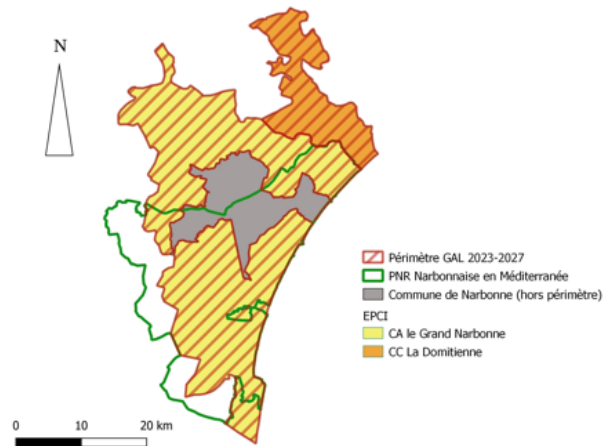 N
Périmètre GAL 2023-2027
PNR Narbonnaise en Méditerranée
Commune de Narbonne (hors périmètre)
EPCI
CA le Grand Narbonne
CC La Domitienne
0 10 20 km